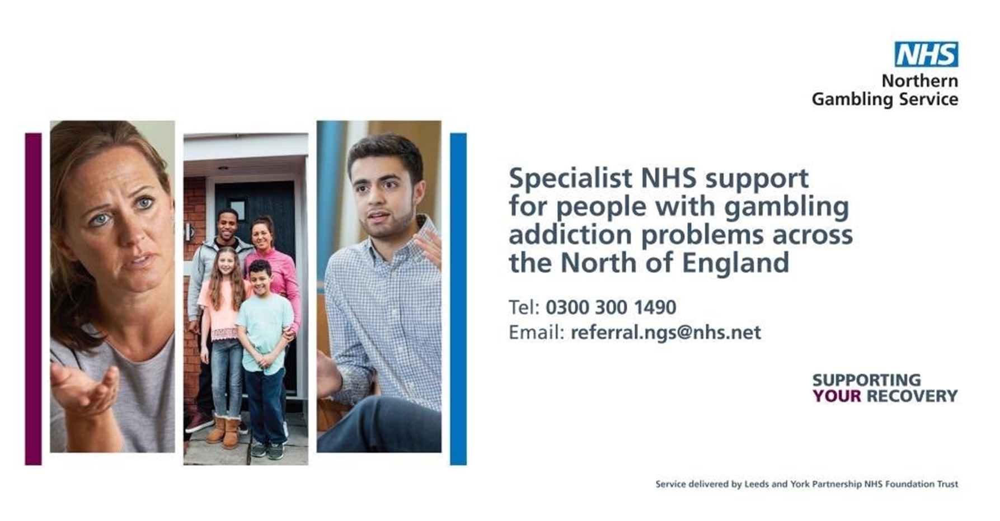 NHS
Northern
Gambling Service
Specialist NHS support
for people with gambling
addiction problems across
the North of England
Tel: 0300 300 1490
Email: referral.ngs@nhs.net
SUPPORTING
YOUR RECOVERY
Service delivered by Leeds and York Partnership NHS Foundation Trust